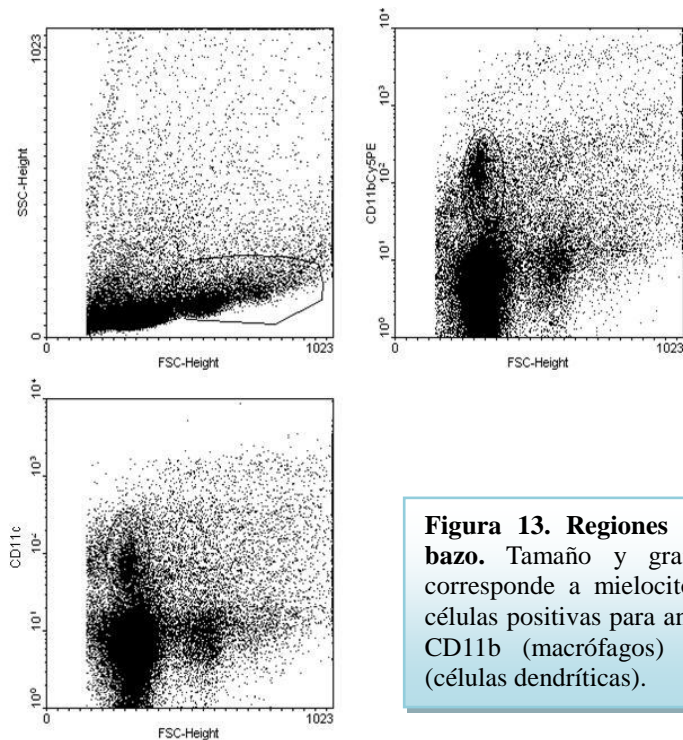 1023
SSC-Height
0
0
FSC-Height
1023
10⁴
10³
CD11bCy5PE
10²
10¹
10⁰
0
FSC-Height
1023
10⁴
10³
CD11c
10²
10¹
10⁰
0
FSC-Height
1023
Figura 13. Regiones
bazo. Tamaño y gra
corresponde a mielocit
células positivas para a
CD11b (macrófagos)
(células dendríticas).